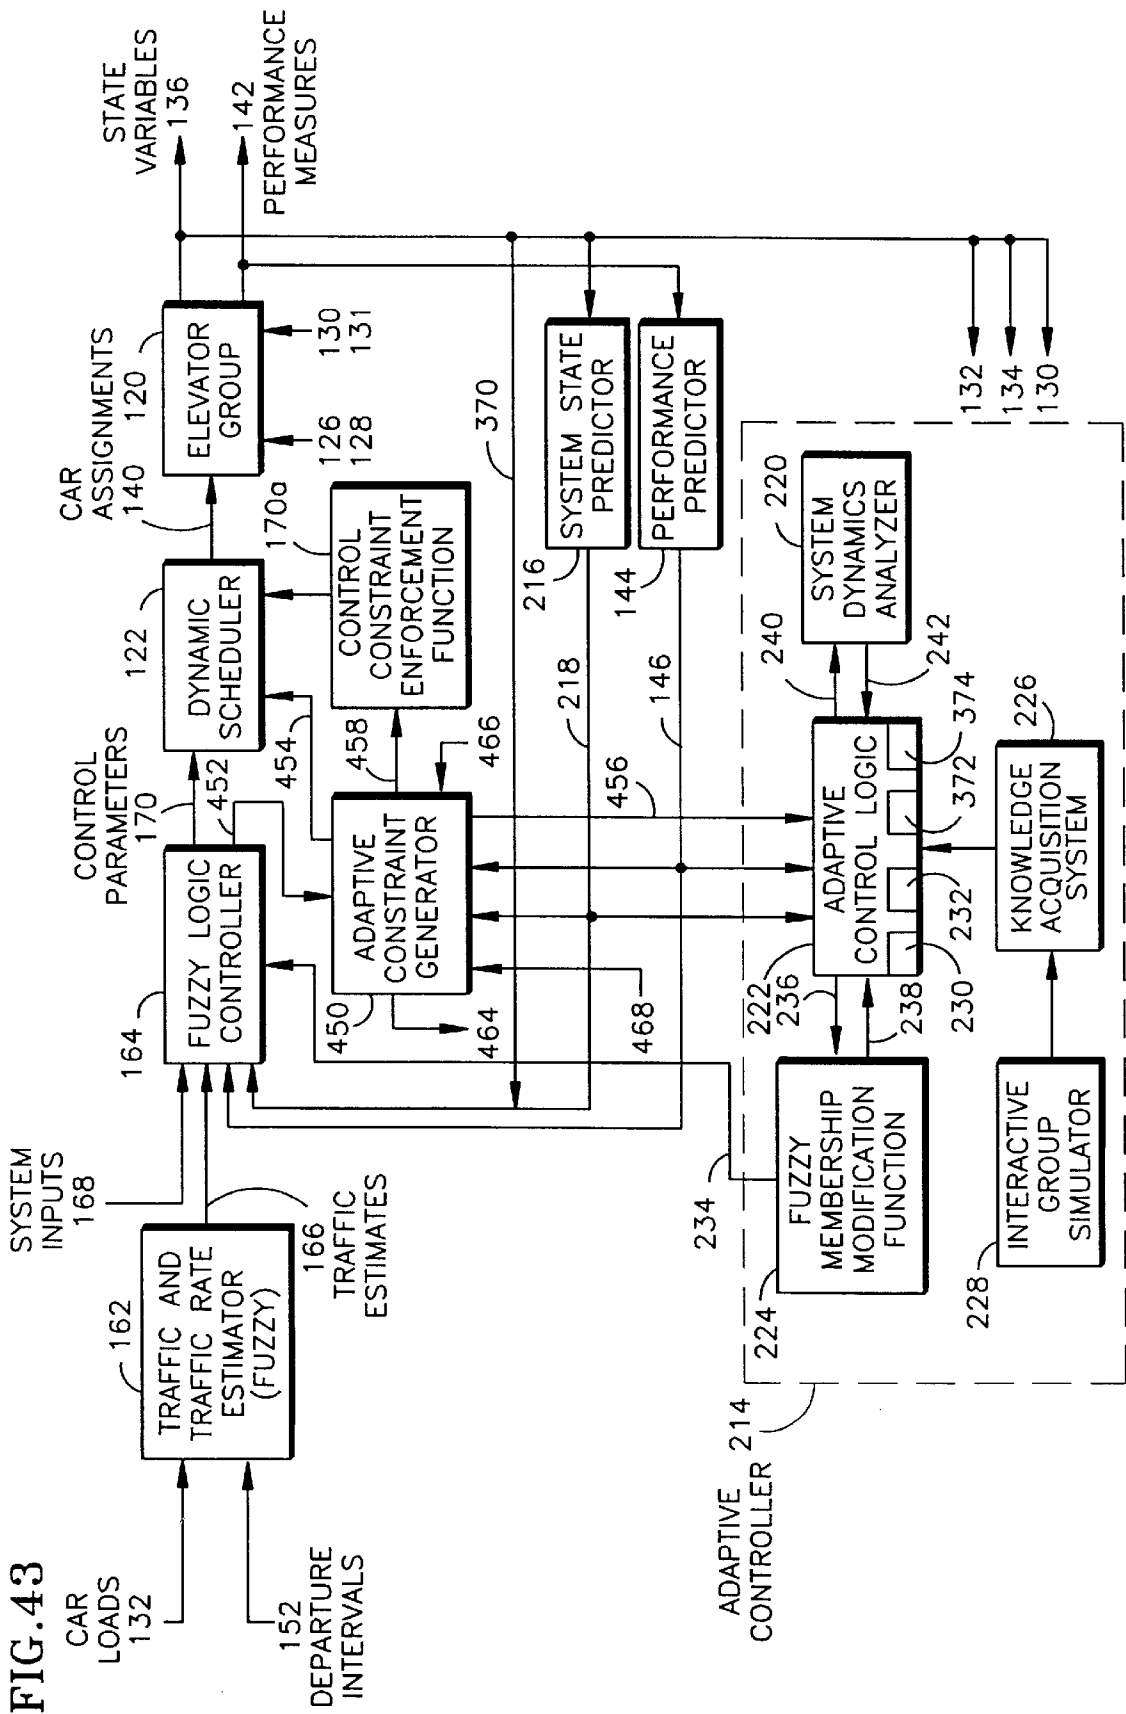 FIG.43
CAR
LOADS
132
152
DEPARTURE
INTERVALS
162
TRAFFIC AND
TRAFFIC RATE
ESTIMATOR
(FUZZY)
SYSTEM
INPUTS
168
166
TRAFFIC
ESTIMATES
164
FUZZY LOGIC
CONTROLLER
CONTROL
PARAMETERS
170
452
122
DYNAMIC
SCHEDULER
454
CAR
ASSIGNMENTS
140
120
ELEVATOR
GROUP
126
128
130
131
STATE
VARIABLES
136
142
PERFORMANCE
MEASURES
170a
CONTROL
CONSTRAINT
ENFORCEMENT
FUNCTION
458
466
450
ADAPTIVE
CONSTRAINT
GENERATOR
464
468
370
216
SYSTEM STATE
PREDICTOR
144
PERFORMANCE
PREDICTOR
218
146
456
132
134
130
ADAPTIVE
CONTROLLER 214
234
224
FUZZY
MEMBERSHIP
MODIFICATION
FUNCTION
222
236
238
ADAPTIVE
CONTROL LOGIC
230
232
372
374
240
242
220
SYSTEM
DYNAMICS
ANALYZER
226
KNOWLEDGE
ACQUISITION
SYSTEM
228
INTERACTIVE
GROUP
SIMULATOR